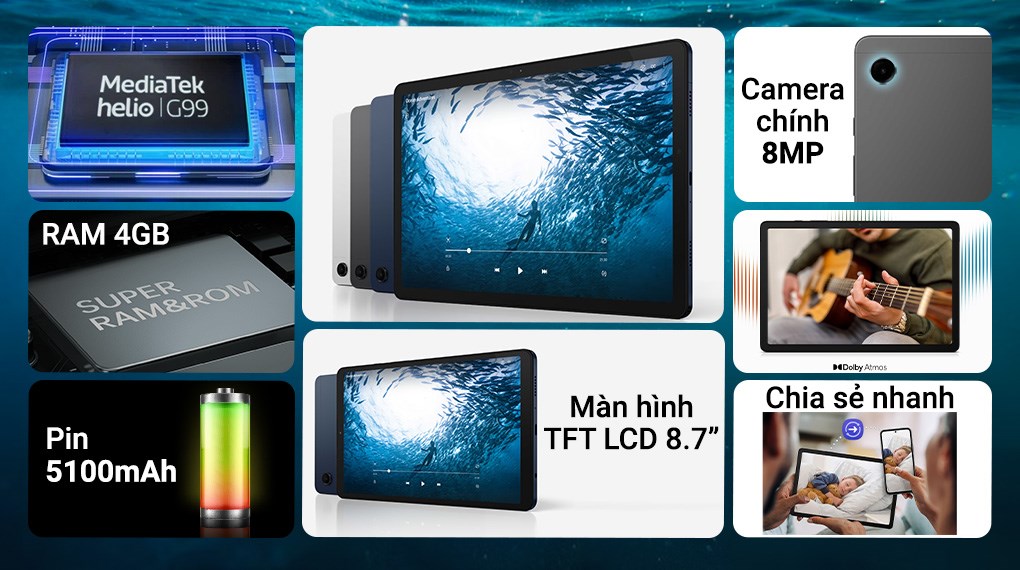 MediaTek
helio G99
RAM 4GB
SUPER
RAM&ROM
Pin
5100mAh
Màn hình
TFT LCD 8.7”
Camera
chính
8MP
Dolby Atmos
Chia sẻ nhanh